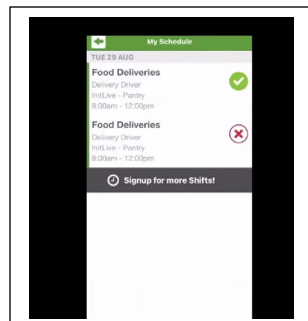 My Schedule
TUE 29 AUG
Food Deliveries
Delivery Driver
InitLive - Pantry
8:00am - 12:00pm
Food Deliveries
Delivery Driver
InitLive - Pantry
8:00am - 12:00pm
Signup for more Shifts!